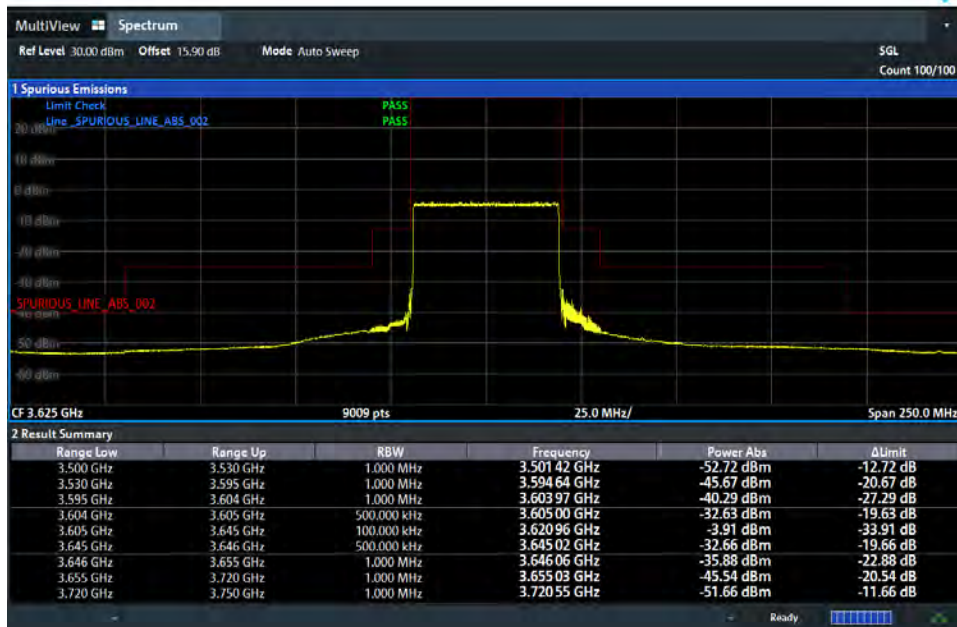 MultiView Spectrum
Ref Level 30.00 dBm Offset 15.90 dB Mode Auto Sweep SGL
Count 100/100
1 Spurious Emissions
Limit Check PASS
Line _SPURIOUS_LINE_ABS_002 PASS
20 dBm
10 dBm
0 dBm
-10 dBm
-20 dBm
-30 dBm
_SPURIOUS_LINE_ABS_002
-40 dBm
-50 dBm
-60 dBm
CF 3.625 GHz 9009 pts 25.0 MHz/ Span 250.0 MHz
2 Result Summary
Range Low Range Up RBW Frequency Power Abs ΔLimit
3.500 GHz 3.530 GHz 1.000 MHz 3.501 42 GHz -52.72 dBm -12.72 dB
3.530 GHz 3.595 GHz 1.000 MHz 3.594 64 GHz -45.67 dBm -20.67 dB
3.595 GHz 3.604 GHz 1.000 MHz 3.603 97 GHz -40.29 dBm -27.29 dB
3.604 GHz 3.605 GHz 500.000 kHz 3.605 00 GHz -32.63 dBm -19.63 dB
3.605 GHz 3.645 GHz 100.000 kHz 3.620 96 GHz -3.91 dBm -33.91 dB
3.645 GHz 3.646 GHz 500.000 kHz 3.645 02 GHz -32.66 dBm -19.66 dB
3.646 GHz 3.655 GHz 1.000 MHz 3.646 06 GHz -35.88 dBm -22.88 dB
3.655 GHz 3.720 GHz 1.000 MHz 3.655 03 GHz -45.54 dBm -20.54 dB
3.720 GHz 3.750 GHz 1.000 MHz 3.720 55 GHz -51.66 dBm -11.66 dB
Ready